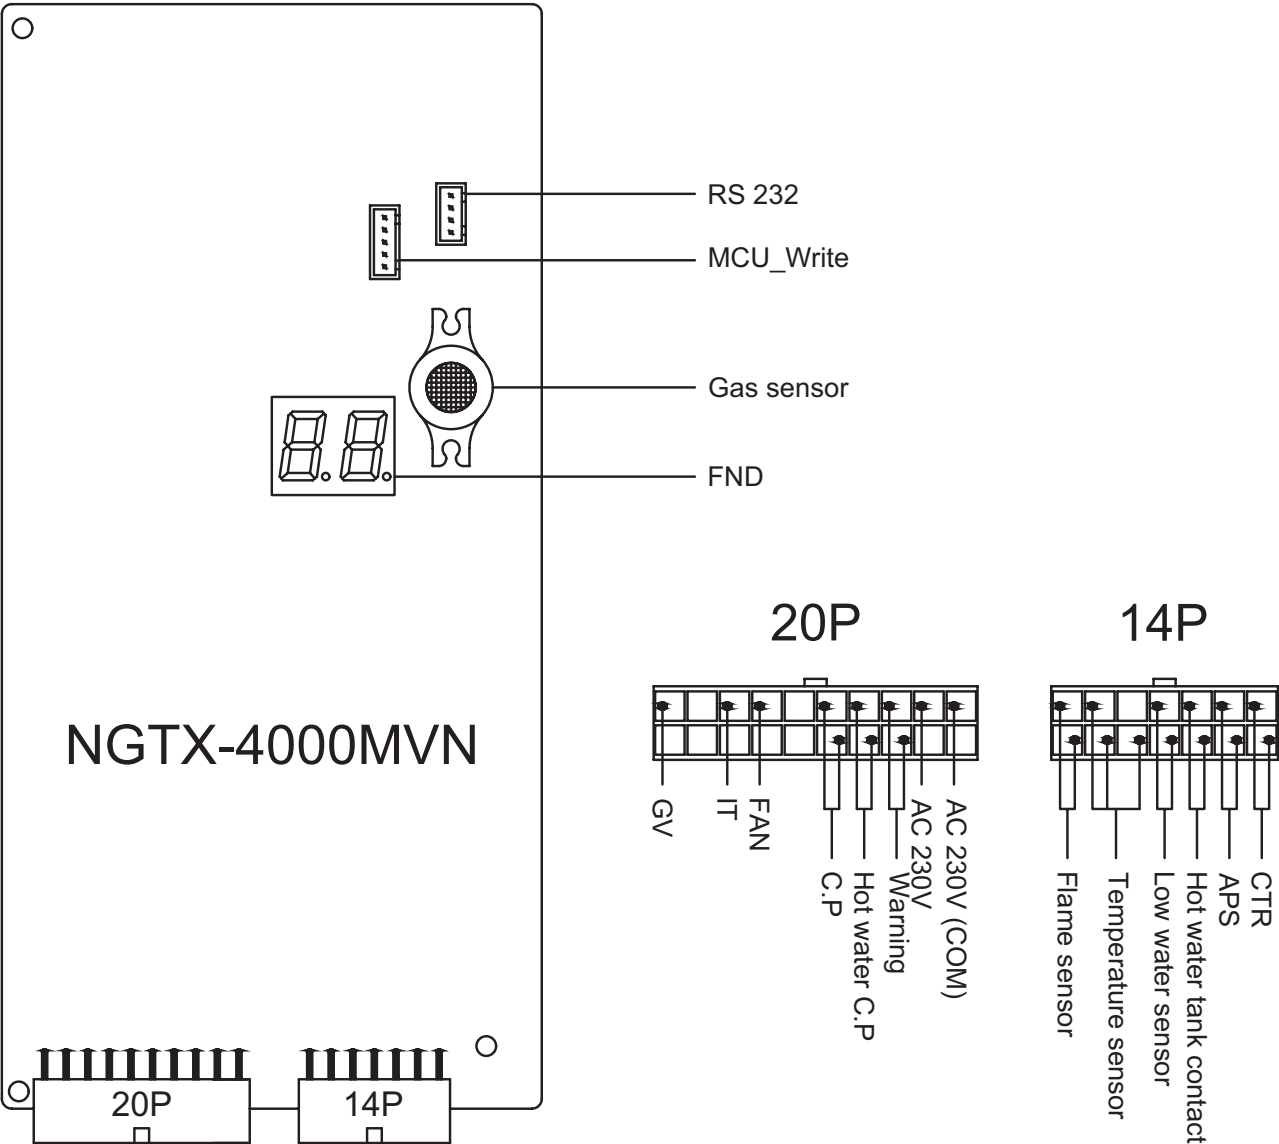 RS 232
MCU_Write
Gas sensor
FND
NGTX-4000MVN
20P
14P
20P
GV
IT
FAN
C.P
Hot water C.P
Warning
AC 230V
AC 230V (COM)
14P
Flame sensor
Temperature sensor
Low water sensor
Hot water tank contact
APS
CTR